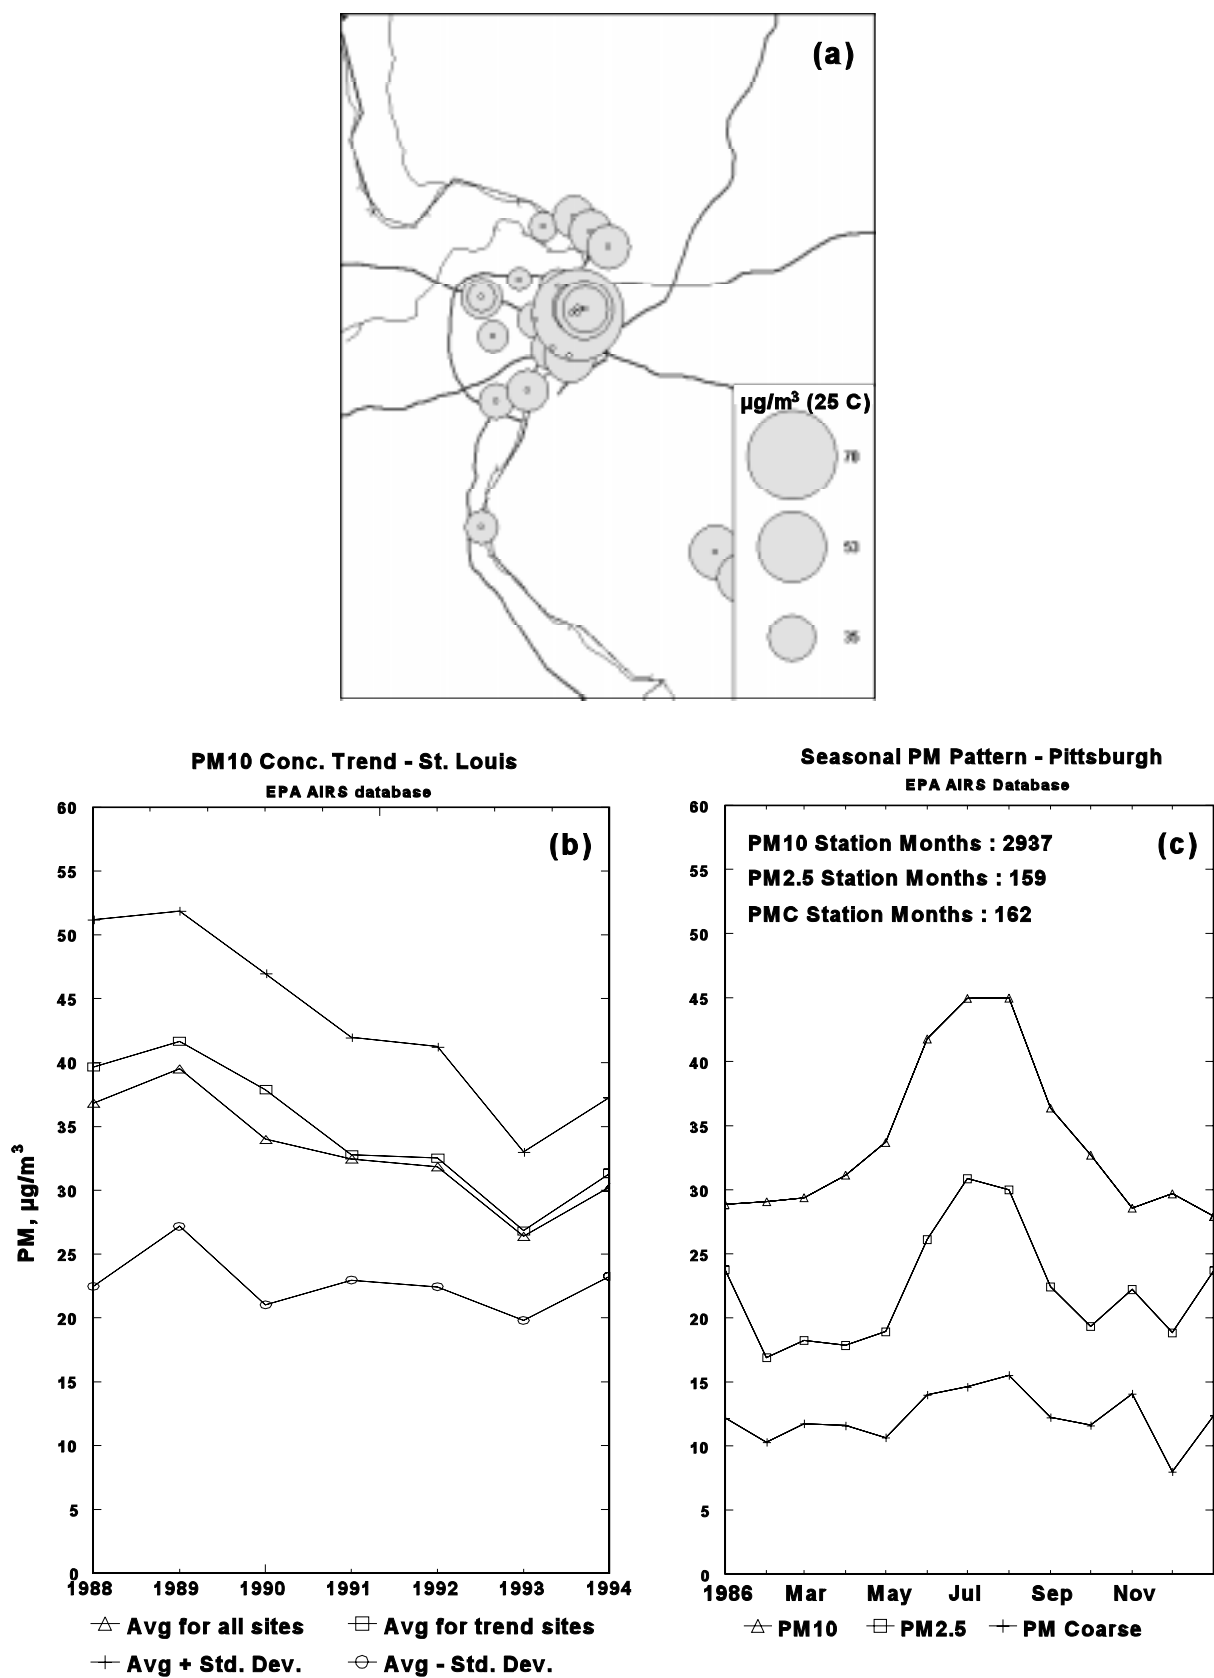 (a)
µg/m³ (25 C)
70
53
35
PM10 Conc. Trend - St. Louis
EPA AIRS database
(b)
60
55
50
45
40
35
30
25
20
15
10
5
0
PM, µg/m³
1988 1989 1990 1991 1992 1993 1994
Avg for all sites Avg for trend sites
Avg + Std. Dev. Avg - Std. Dev.
Seasonal PM Pattern - Pittsburgh
EPA AIRS Database
PM10 Station Months : 2937
(c)
PM2.5 Station Months : 159
PMC Station Months : 162
60
55
50
45
40
35
30
25
20
15
10
5
0
1986 Mar May Jul Sep Nov
PM10 PM2.5 PM Coarse